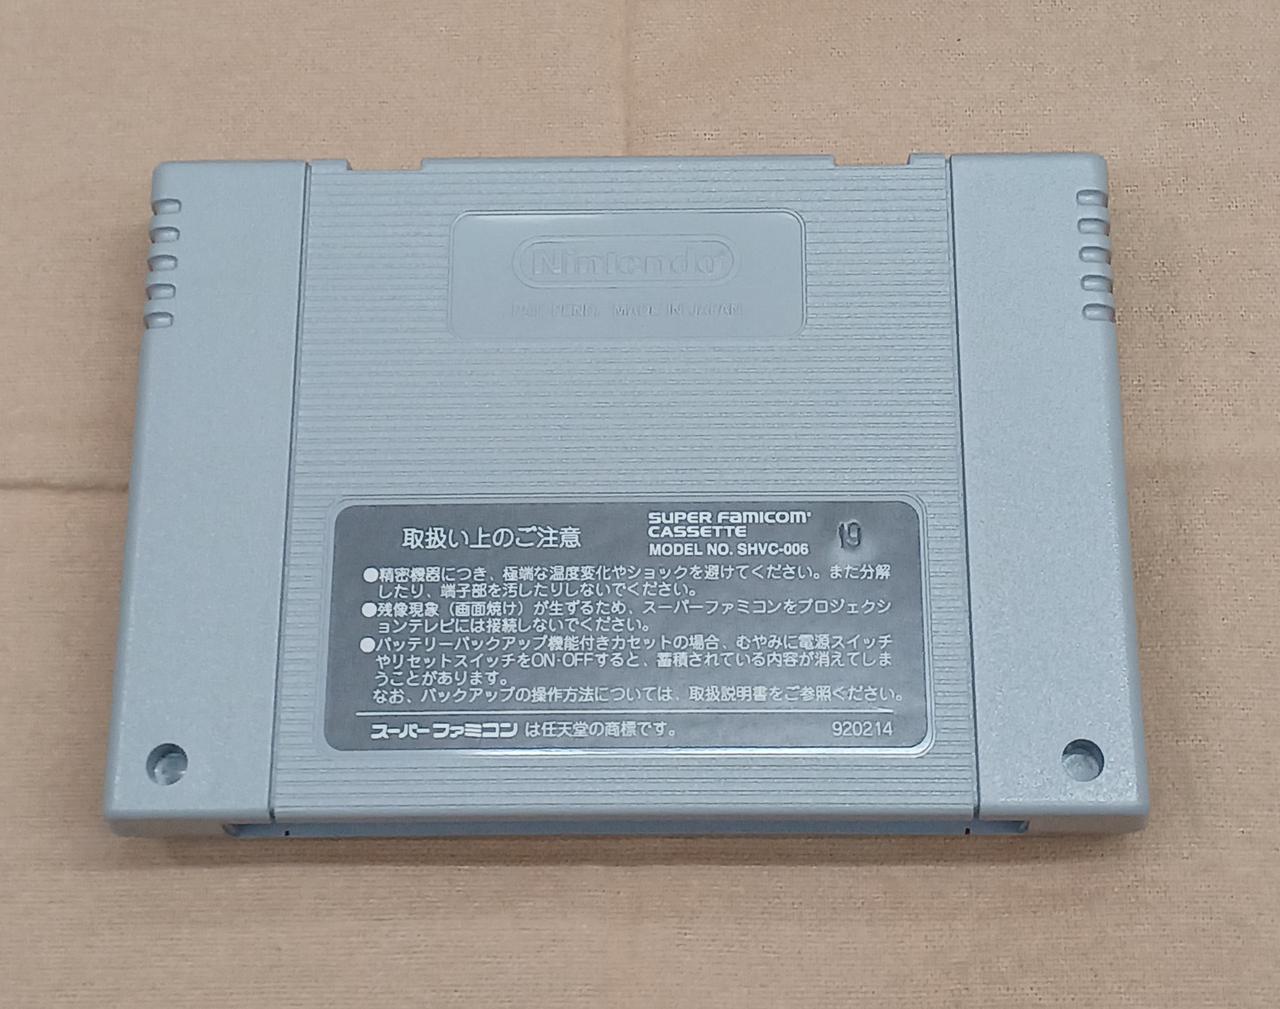 Nintendo®
PAT. PEND. MADE IN JAPAN
取扱い上のご注意
SUPER FAMICOM®
CASSETTE
MODEL NO. SHVC-006
19
●精密機器につき、極端な温度変化やショックを避けてください。また分解
したり、端子部を汚したりしないでください。
●残像現象（画面焼け）が生ずるため、スーパーファミコンをプロジェクシ
ョンテレビには接続しないでください。
●バッテリーバックアップ機能付きカセットの場合、むやみに電源スイッチ
やリセットスイッチをON·OFFすると、蓄積されている内容が消えてしま
うことがあります。
なお、バックアップの操作方法については、取扱説明書をご参照ください。
スーパーファミコンは任天堂の商標です。
920214